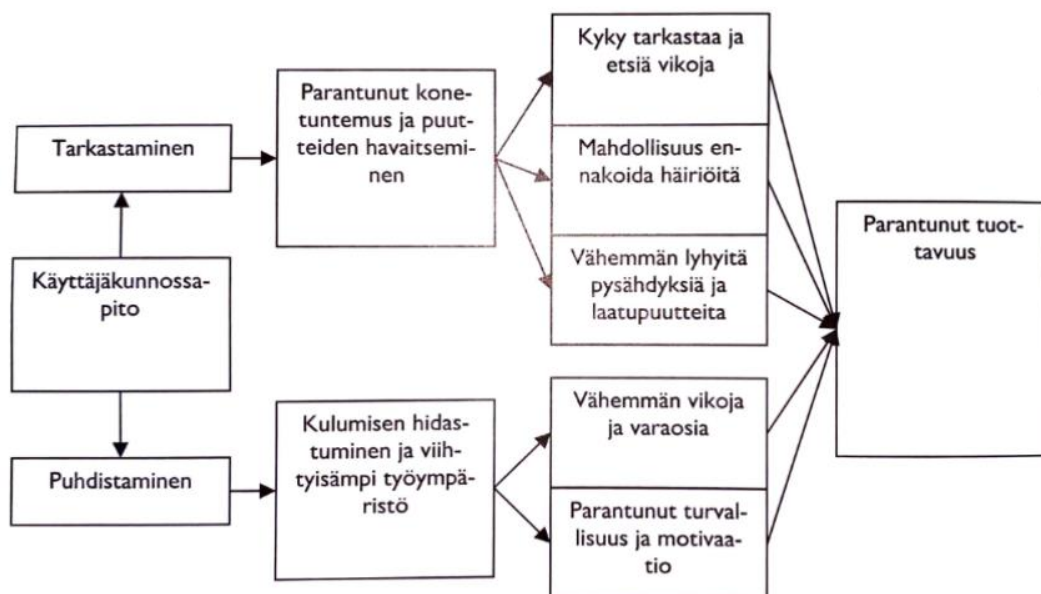 Tarkastaminen
Käyttäjäkunnossa-
pito
Puhdistaminen
Parantunut kone-
tuntemus ja puut-
teiden havaitsemi-
nen
Kulumisen hidas-
tuminen ja viih-
tyisämpi työympä-
ristö
Kyky tarkastaa ja
etsiä vikoja
Mahdollisuus en-
nakoida häiriöitä
Vähemmän lyhyitä
pysähdyksiä ja
laatupuutteita
Vähemmän vikoja
ja varaosia
Parantunut turval-
lisuus ja motivaa-
tio
Parantunut tuot-
tavuus